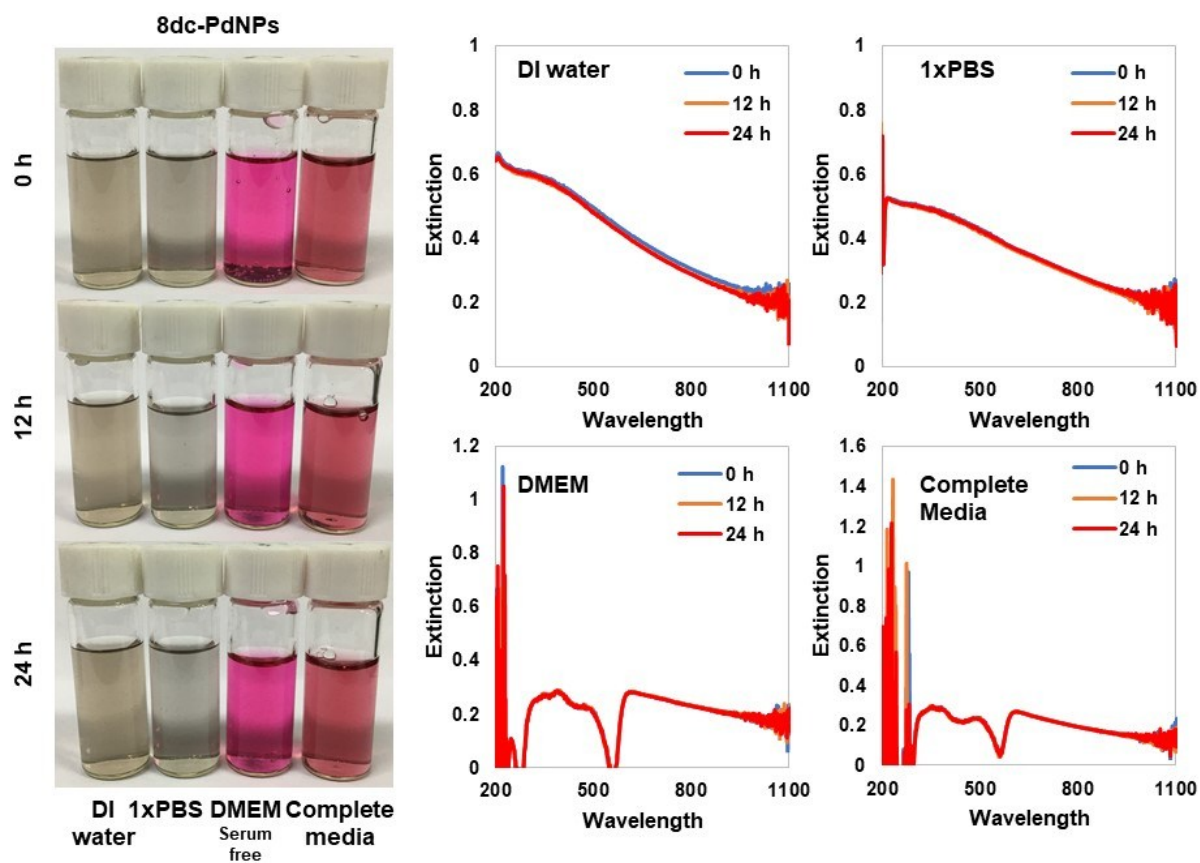 8dc-PdNPs
0 h
12 h
24 h
DI water
1xPBS
DMEM
Serum free
Complete media
1
0.8
0.6
0.4
0.2
0
Extinction
DI water
0 h
12 h
24 h
200
500
800
1100
Wavelength
1
0.8
0.6
0.4
0.2
0
Extinction
1xPBS
0 h
12 h
24 h
200
500
800
1100
Wavelength
1.2
1
0.8
0.6
0.4
0.2
0
Extinction
DMEM
0 h
12 h
24 h
200
500
800
1100
Wavelength
1.6
1.4
1.2
1
0.8
0.6
0.4
0.2
0
Extinction
Complete
Media
0 h
12 h
24 h
200
500
800
1100
Wavelength